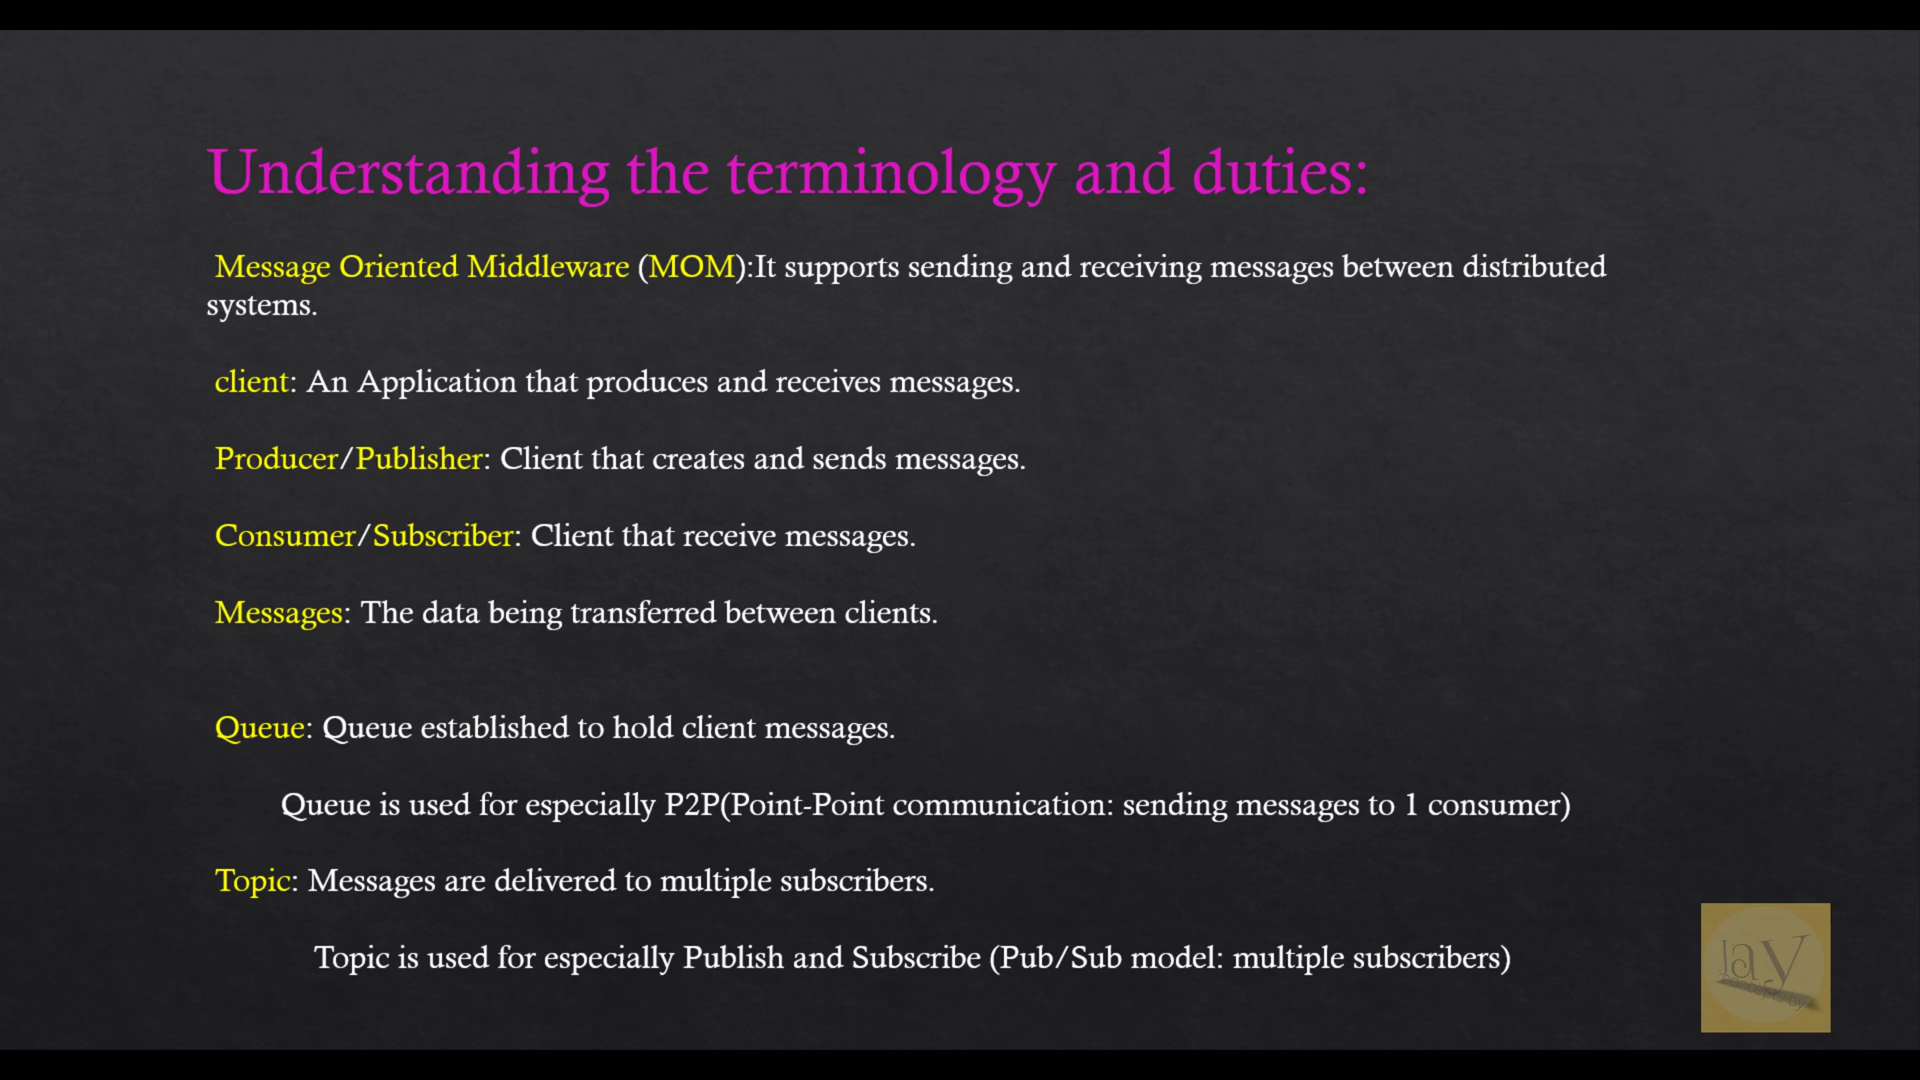 Understanding the terminology and duties:
Message Oriented Middleware (MOM):It supports sending and receiving messages between distributed
systems.
client: An Application that produces and receives messages.
Producer/Publisher: Client that creates and sends messages.
Consumer/Subscriber: Client that receive messages.
Messages: The data being transferred between clients.
Queue: Queue established to hold client messages.
Queue is used for especially P2P(Point-Point communication: sending messages to 1 consumer)
Topic: Messages are delivered to multiple subscribers.
Topic is used for especially Publish and Subscribe (Pub/Sub model: multiple subscribers)
Jay
concepts by